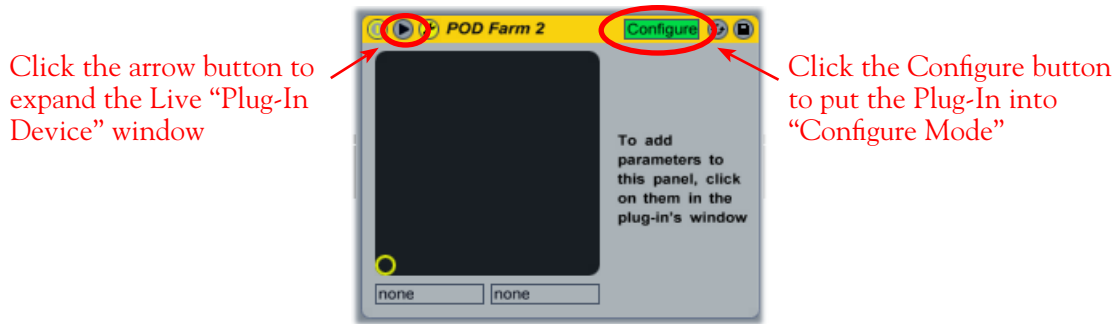 Click the arrow button to
expand the Live “Plug-In
Device” window
POD Farm 2
Configure
To add
parameters to
this panel, click
on them in the
plug-in's window
none
none
Click the Configure button
to put the Plug-In into
“Configure Mode”